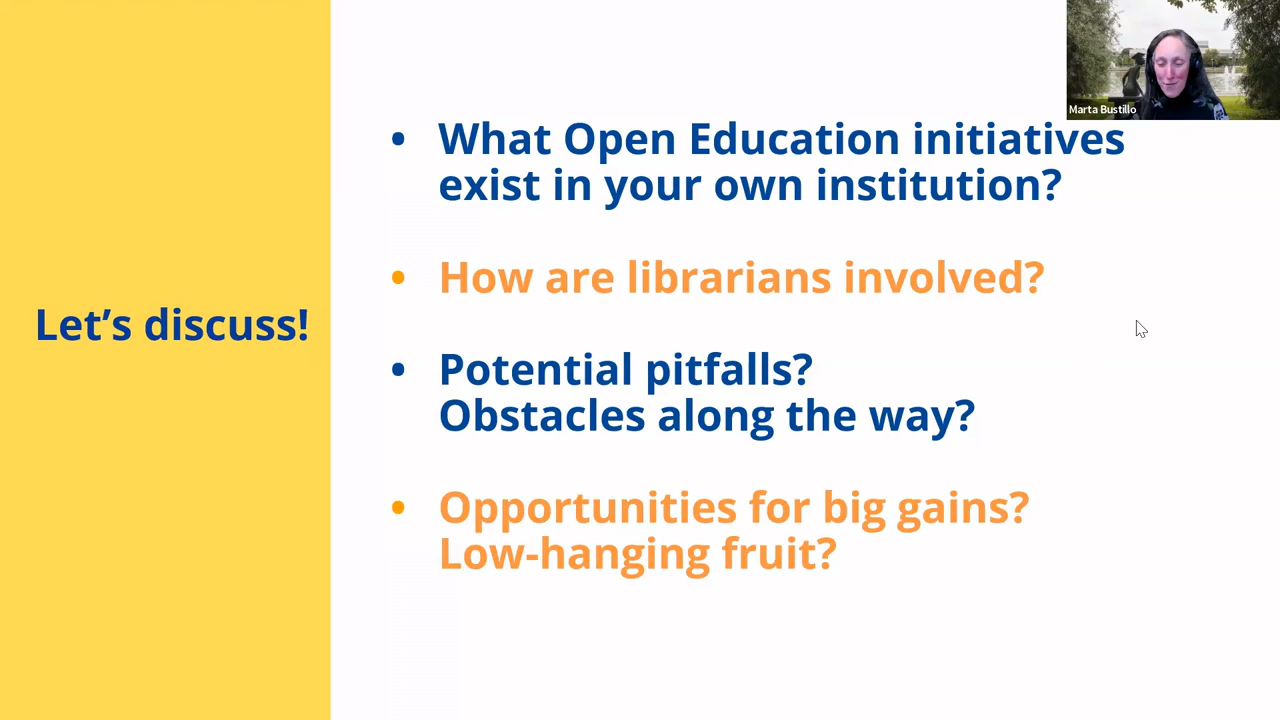 Marta Bustillo
• What Open Education initiatives
exist in your own institution?
• How are librarians involved?
Let’s discuss!
• Potential pitfalls?
Obstacles along the way?
• Opportunities for big gains?
Low-hanging fruit?